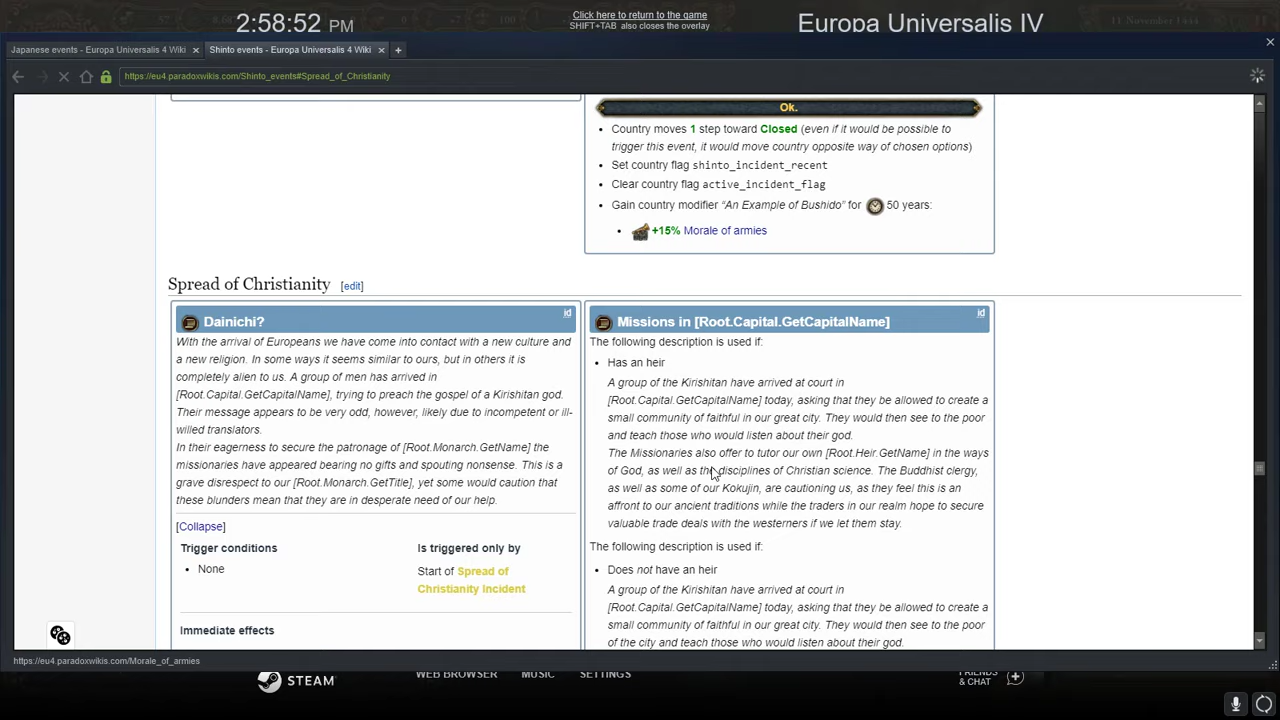 2:58:52 PM
Click here to return to the game
SHIFT+TAB also closes the overlay
Europa Universalis IV
11 November 1444
Japanese events - Europa Universalis 4 Wiki
Shinto events - Europa Universalis 4 Wiki
https://eu4.paradoxwikis.com/Shinto_events#Spread_of_Christianity
Ok.
Country moves 1 step toward Closed (even if it would be possible to
trigger this event, it would move country opposite way of chosen options)
Set country flag shinto_incident_recent
Clear country flag active_incident_flag
Gain country modifier “An Example of Bushido” for 50 years:
+15% Morale of armies
Spread of Christianity [edit]
Dainichi?
id
With the arrival of Europeans we have come into contact with a new culture and
a new religion. In some ways it seems similar to ours, but in others it is
completely alien to us. A group of men has arrived in
[Root.Capital.GetCapitalName], trying to preach the gospel of a Kirishitan god.
Their message appears to be very odd, however, likely due to incompetent or ill-
willed translators.
In their eagerness to secure the patronage of [Root.Monarch.GetName] the
missionaries have appeared bearing no gifts and spouting nonsense. This is a
grave disrespect to our [Root.Monarch.GetTitle], yet some would caution that
these blunders mean that they are in desperate need of our help.
[Collapse]
Trigger conditions
None
Is triggered only by
Start of Spread of
Christianity Incident
Immediate effects
Missions in [Root.Capital.GetCapitalName]
id
The following description is used if:
Has an heir
A group of the Kirishitan have arrived at court in
[Root.Capital.GetCapitalName] today, asking that they be allowed to create a
small community of faithful in our great city. They would then see to the poor
and teach those who would listen about their god.
The Missionaries also offer to tutor our own [Root.Heir.GetName] in the ways
of God, as well as the disciplines of Christian science. The Buddhist clergy,
as well as some of our Kokujin, are cautioning us, as they feel this is an
affront to our ancient traditions while the traders in our realm hope to secure
valuable trade deals with the westerners if we let them stay.
The following description is used if:
Does not have an heir
A group of the Kirishitan have arrived at court in
[Root.Capital.GetCapitalName] today, asking that they be allowed to create a
small community of faithful in our great city. They would then see to the poor
of the city and teach those who would listen about their god.
https://eu4.paradoxwikis.com/Morale_of_armies
STEAM
WEB BROWSER
MUSIC
SETTINGS
FRIENDS
& CHAT